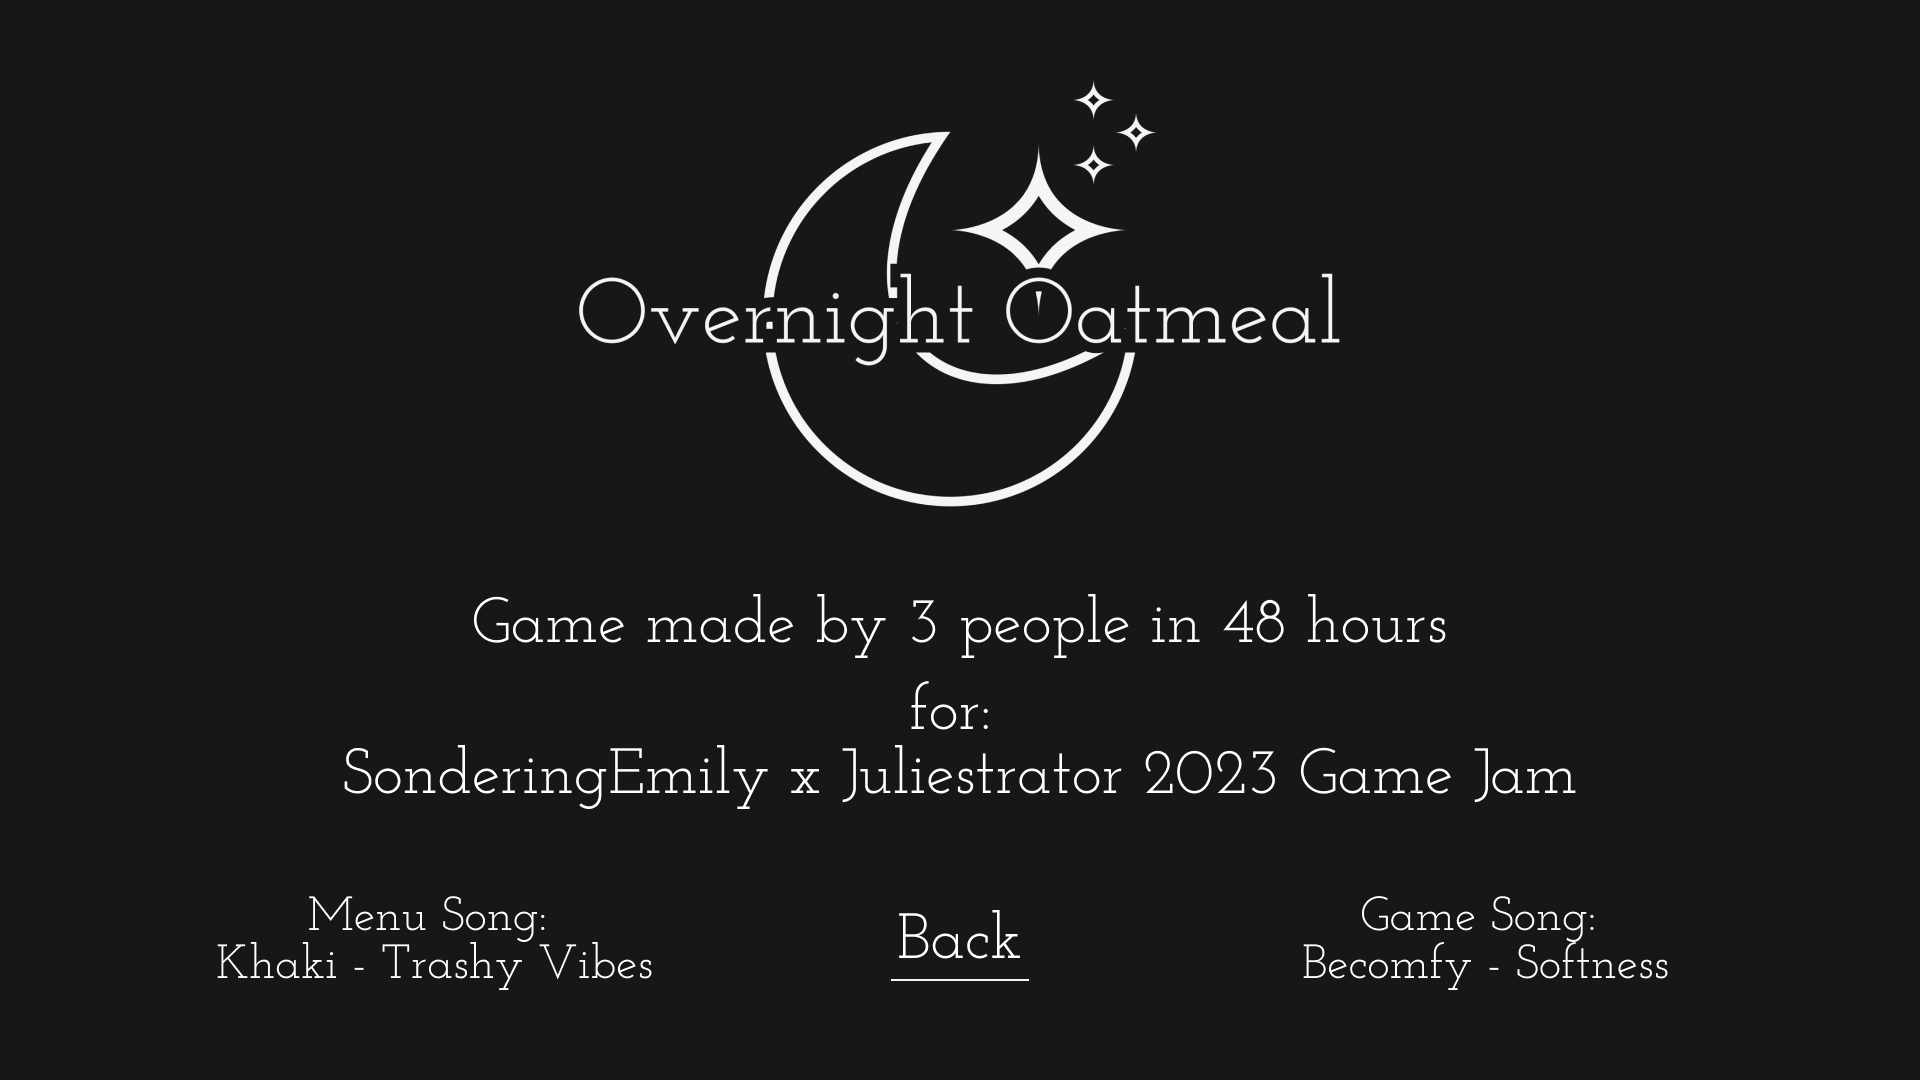 Overnight Oatmeal
Game made by 3 people in 48 hours
for:
SonderingEmily x Juliestrator 2023 Game Jam
Menu Song:
Khaki - Trashy Vibes
Back
Game Song:
Becomfy - Softness